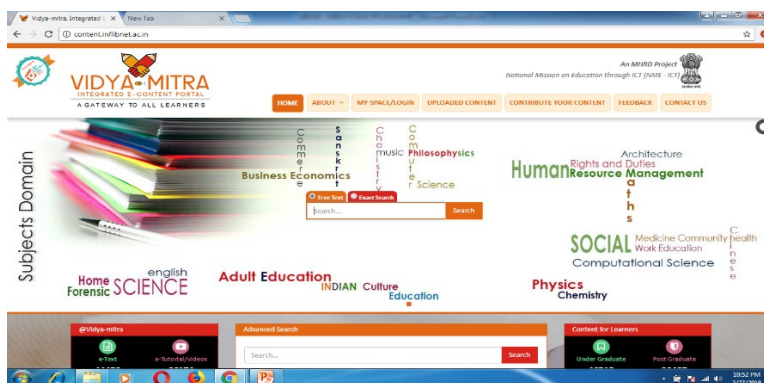 Vidya-mitra, Integrated
New Tab
content.inflibnet.ac.in
VIDYA-MITRA
INTEGRATED E-CONTENT PORTAL
A GATEWAY TO ALL LEARNERS
An MHRD Project
National Mission on Education through ICT (NME - ICT)
HOME
ABOUT
MY SPACE/LOGIN
UPLOADED CONTENT
CONTRIBUTE YOUR CONTENT
FEEDBACK
CONTACT US
Subjects Domain
Commerce
Sanskrit
Chemistry
Computer
music Philosophysics
Business Economics
Science
Free Text
Exact Search
Search...
Search
Architecture
Human Rights and Duties
Resource Management
aths
SOCIAL
Medicine Community health
Work Education
Computational Science
Chinese
Home
english
Forensic SCIENCE
Adult Education
INDIAN Culture
Education
Physics
Chemistry
@Vidya-mitra
Advanced Search
Content for Learners
e-Text
e-Tutorial/videos
Search...
Search
Under Graduate
Post Graduate
10:52 PM